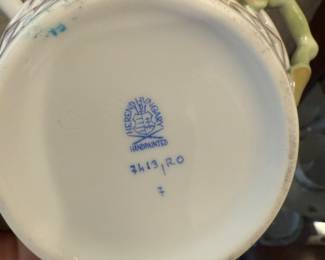 HEREND HUNGARY
HANDPAINTED
7413, RO
7